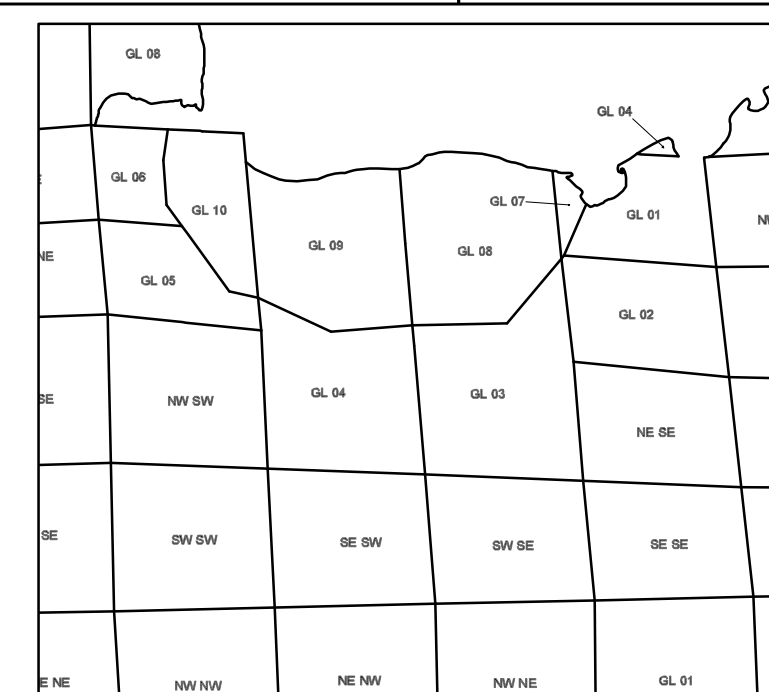 GL 08
GL 04
GL 06
GL 10
GL 07
GL 01
GL 09
GL 08
NE
GL 05
GL 02
SE
NW SW
GL 04
GL 03
NE SE
SE
SW SW
SE SW
SW SE
SE SE
E NE
NW NW
NE NW
NW NE
GL 01